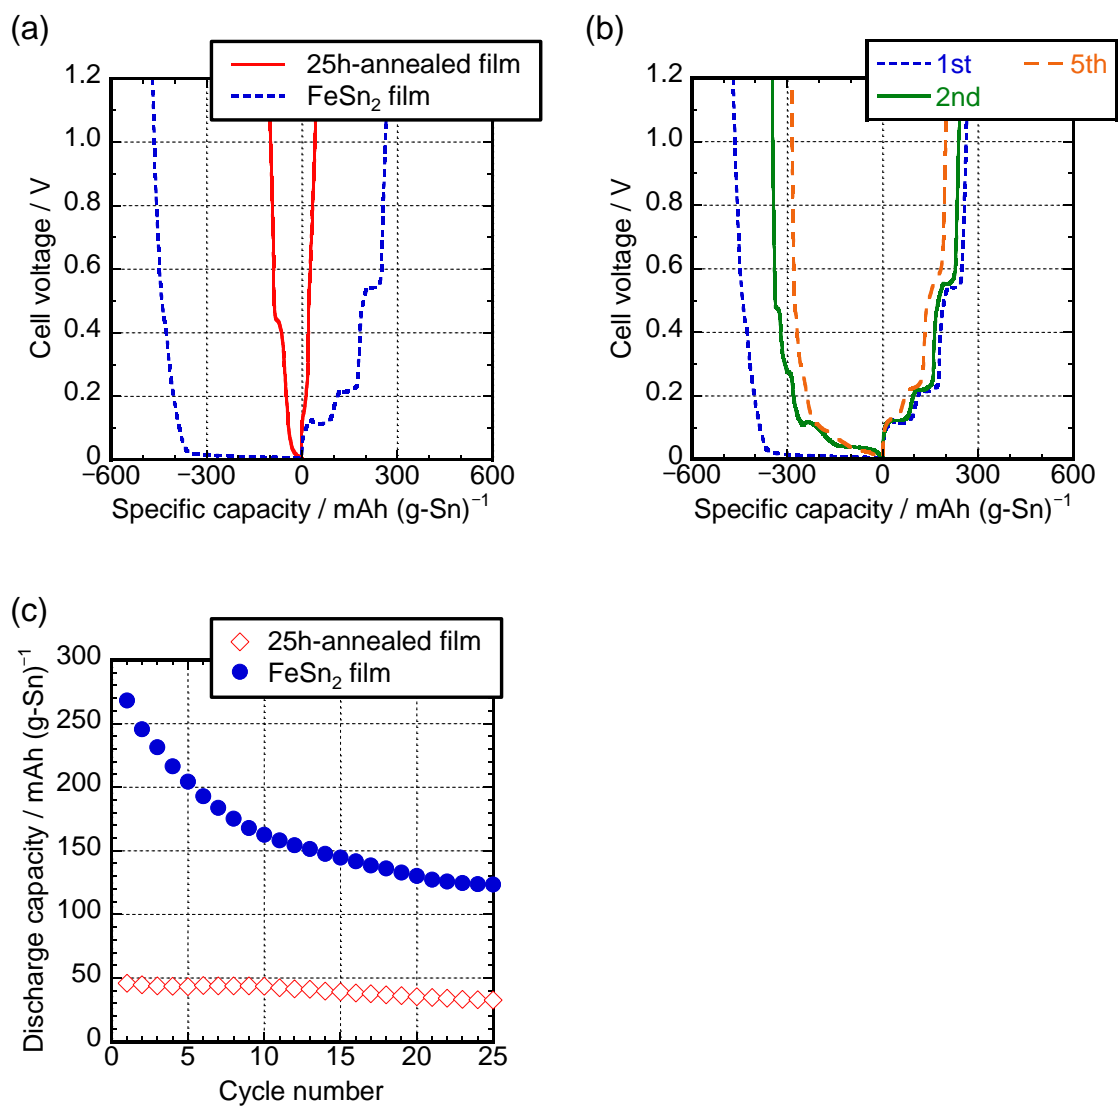 (a)
25h-annealed film
FeSn₂ film
1.2
1.0
0.8
0.6
0.4
0.2
0
Cell voltage / V
−600 −300 0 300 600
Specific capacity / mAh (g-Sn)⁻¹
(b)
1st 5th
2nd
1.2
1.0
0.8
0.6
0.4
0.2
0
Cell voltage / V
−600 −300 0 300 600
Specific capacity / mAh (g-Sn)⁻¹
(c)
25h-annealed film
FeSn₂ film
300
250
200
150
100
50
0
Discharge capacity / mAh (g-Sn)⁻¹
0 5 10 15 20 25
Cycle number